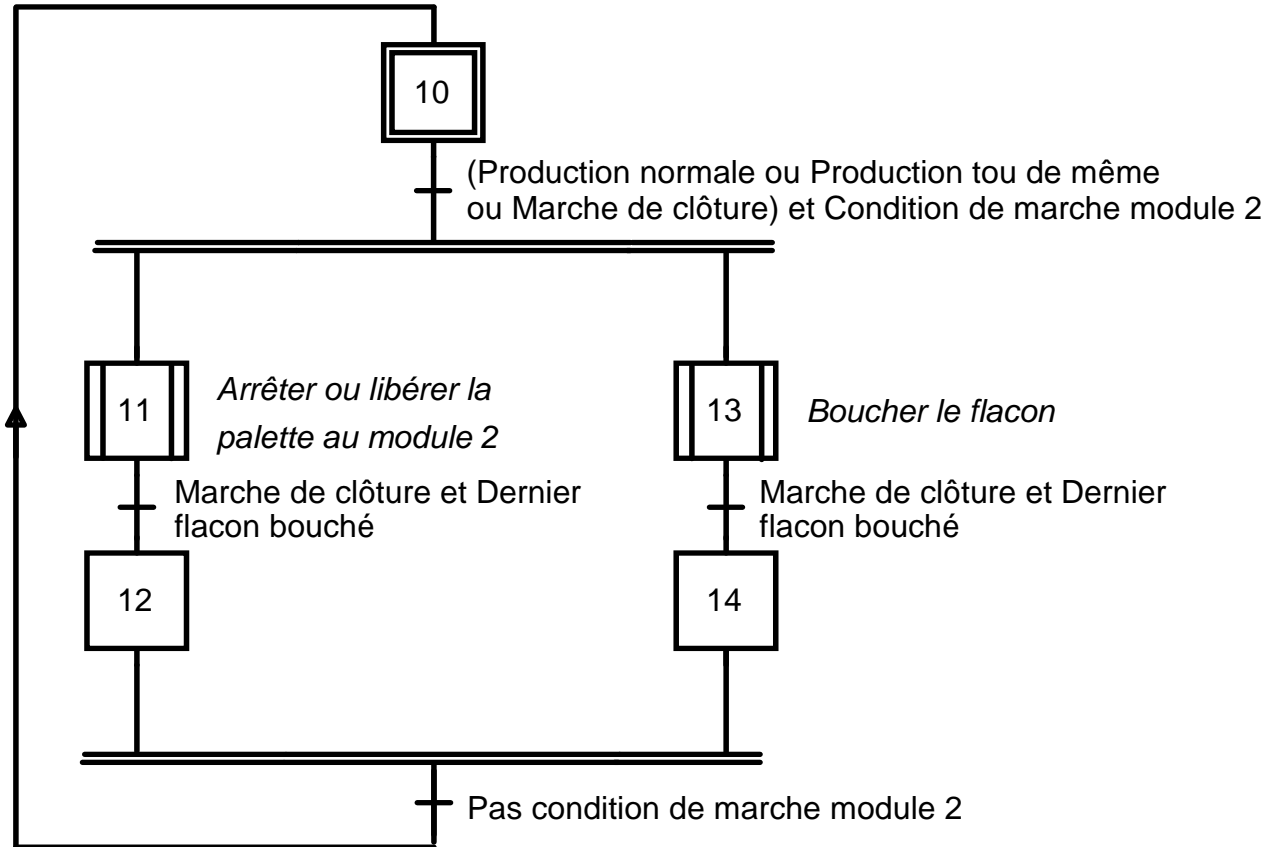 10
(Production normale ou Production tou de même
ou Marche de clôture) et Condition de marche module 2
11
Arrêter ou libérer la
palette au module 2
13
Boucher le flacon
Marche de clôture et Dernier
flacon bouché
Marche de clôture et Dernier
flacon bouché
12
14
Pas condition de marche module 2